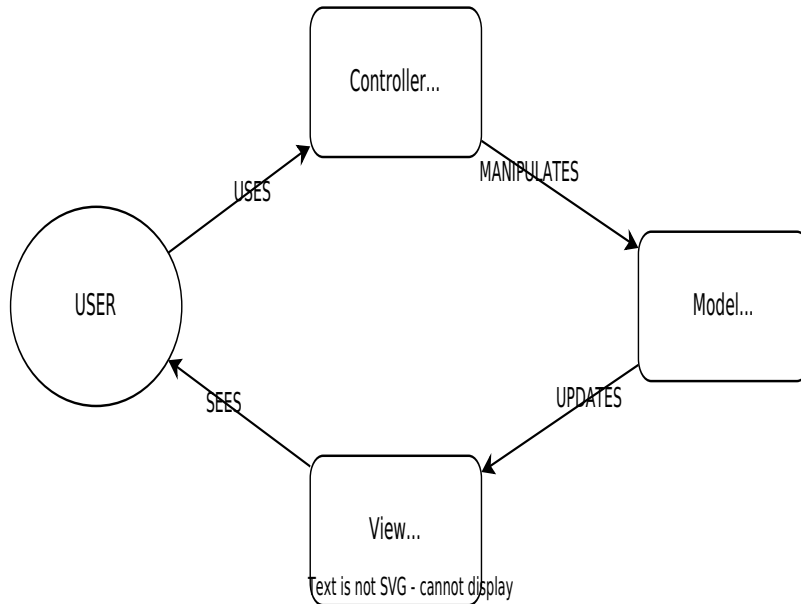 Controller...
MANIPULATES
USES
USER
Model...
UPDATES
SEES
View...
Text is not SVG - cannot display